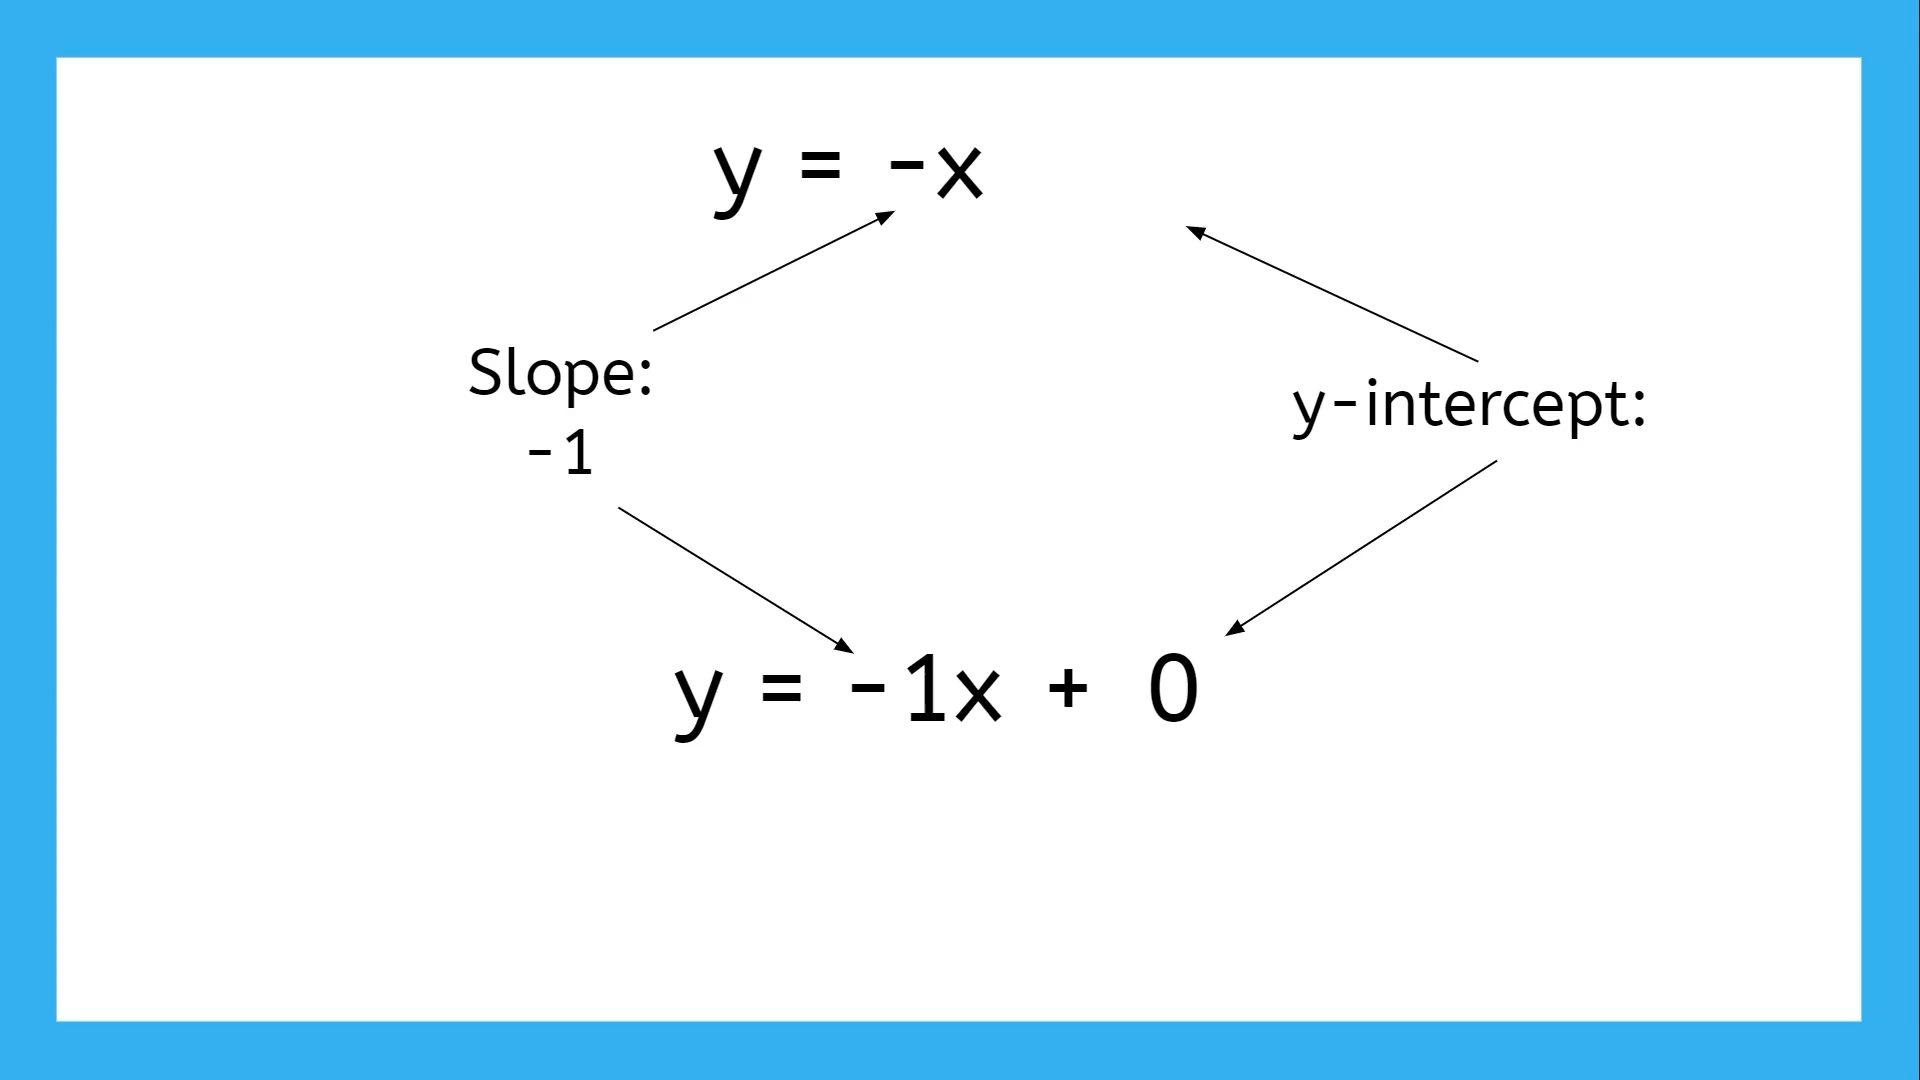 y = -x
Slope:
-1
y-intercept:
y = -1x + 0